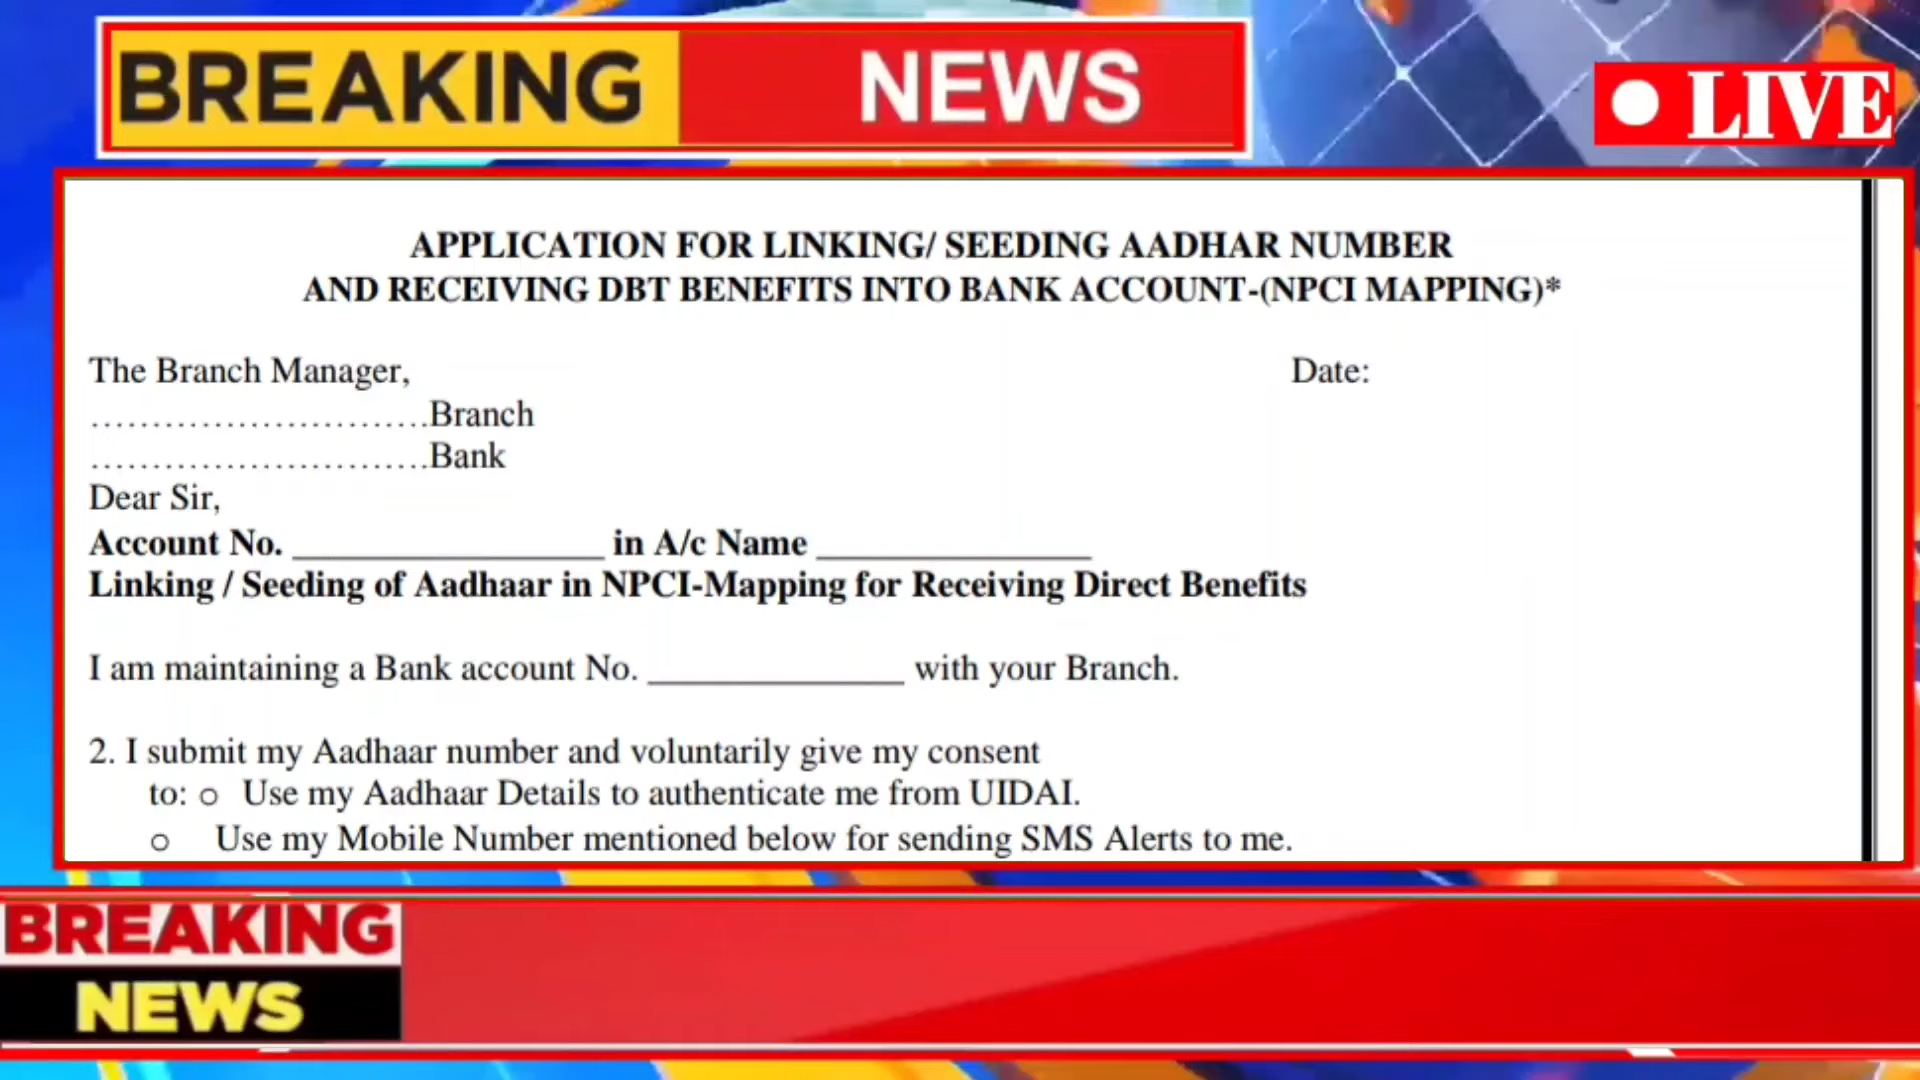 BREAKING NEWS
LIVE
APPLICATION FOR LINKING/ SEEDING AADHAR NUMBER
AND RECEIVING DBT BENEFITS INTO BANK ACCOUNT-(NPCI MAPPING)*
The Branch Manager, Date:
............................Branch
............................Bank
Dear Sir,
Account No. ________________ in A/c Name ______________
Linking / Seeding of Aadhaar in NPCI-Mapping for Receiving Direct Benefits
I am maintaining a Bank account No. _____________ with your Branch.
2. I submit my Aadhaar number and voluntarily give my consent
to: o Use my Aadhaar Details to authenticate me from UIDAI.
o Use my Mobile Number mentioned below for sending SMS Alerts to me.
BREAKING
NEWS